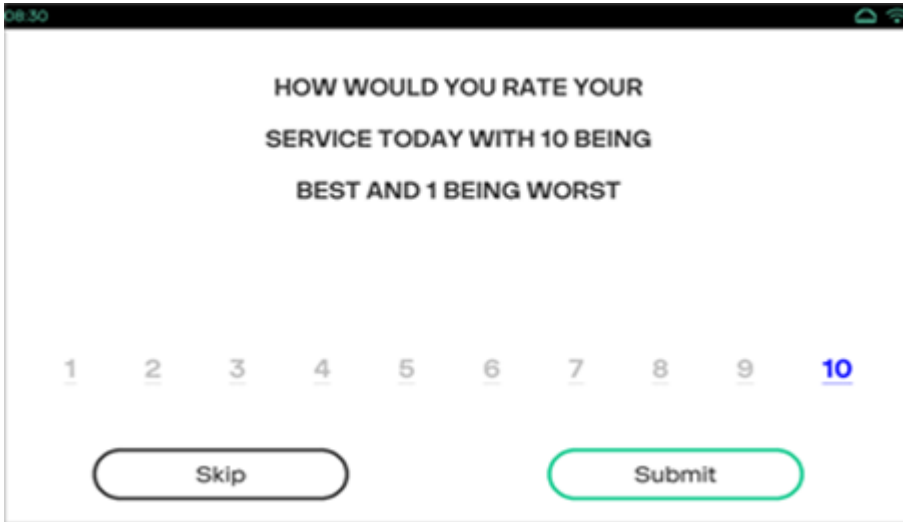 08:30
HOW WOULD YOU RATE YOUR
SERVICE TODAY WITH 10 BEING
BEST AND 1 BEING WORST
1 2 3 4 5 6 7 8 9 10
Skip Submit